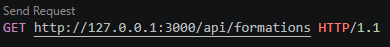 Send Request
GET http://127.0.0.1:3000/api/formations HTTP/1.1